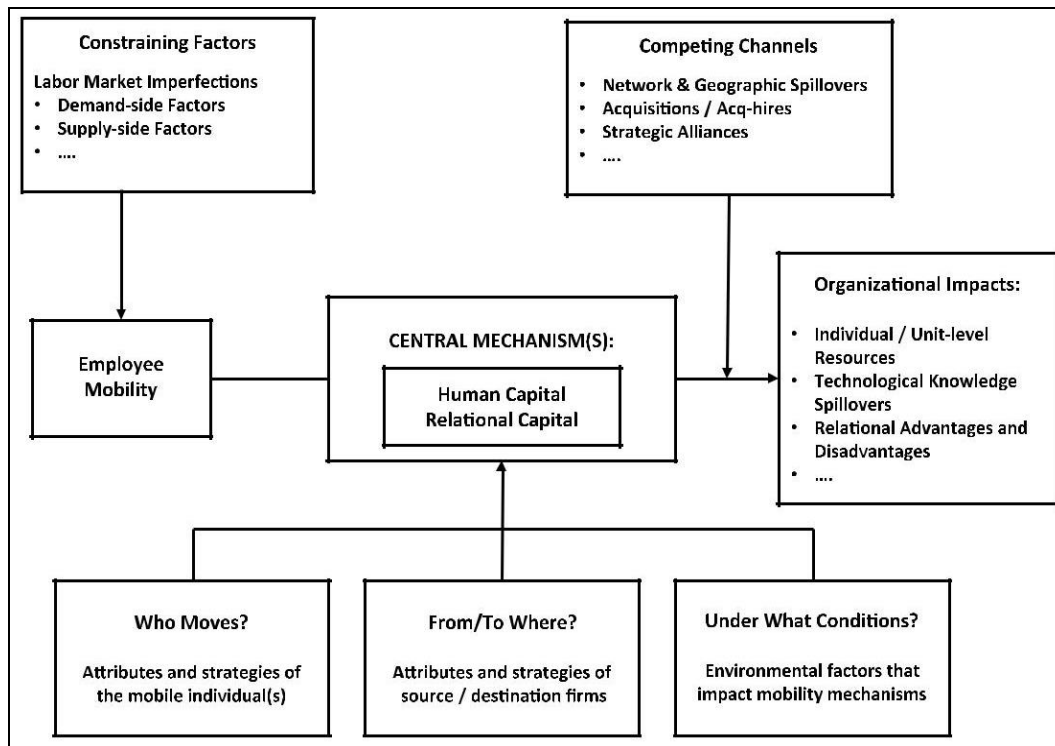 Constraining Factors
Labor Market Imperfections
• Demand-side Factors
• Supply-side Factors
• ....
Competing Channels
• Network & Geographic Spillovers
• Acquisitions / Acq-hires
• Strategic Alliances
• ....
Employee
Mobility
CENTRAL MECHANISM(S):
Human Capital
Relational Capital
Organizational Impacts:
• Individual / Unit-level
Resources
• Technological Knowledge
Spillovers
• Relational Advantages and
Disadvantages
• ....
Who Moves?
Attributes and strategies of
the mobile individual(s)
From/To Where?
Attributes and strategies of
source / destination firms
Under What Conditions?
Environmental factors that
impact mobility mechanisms